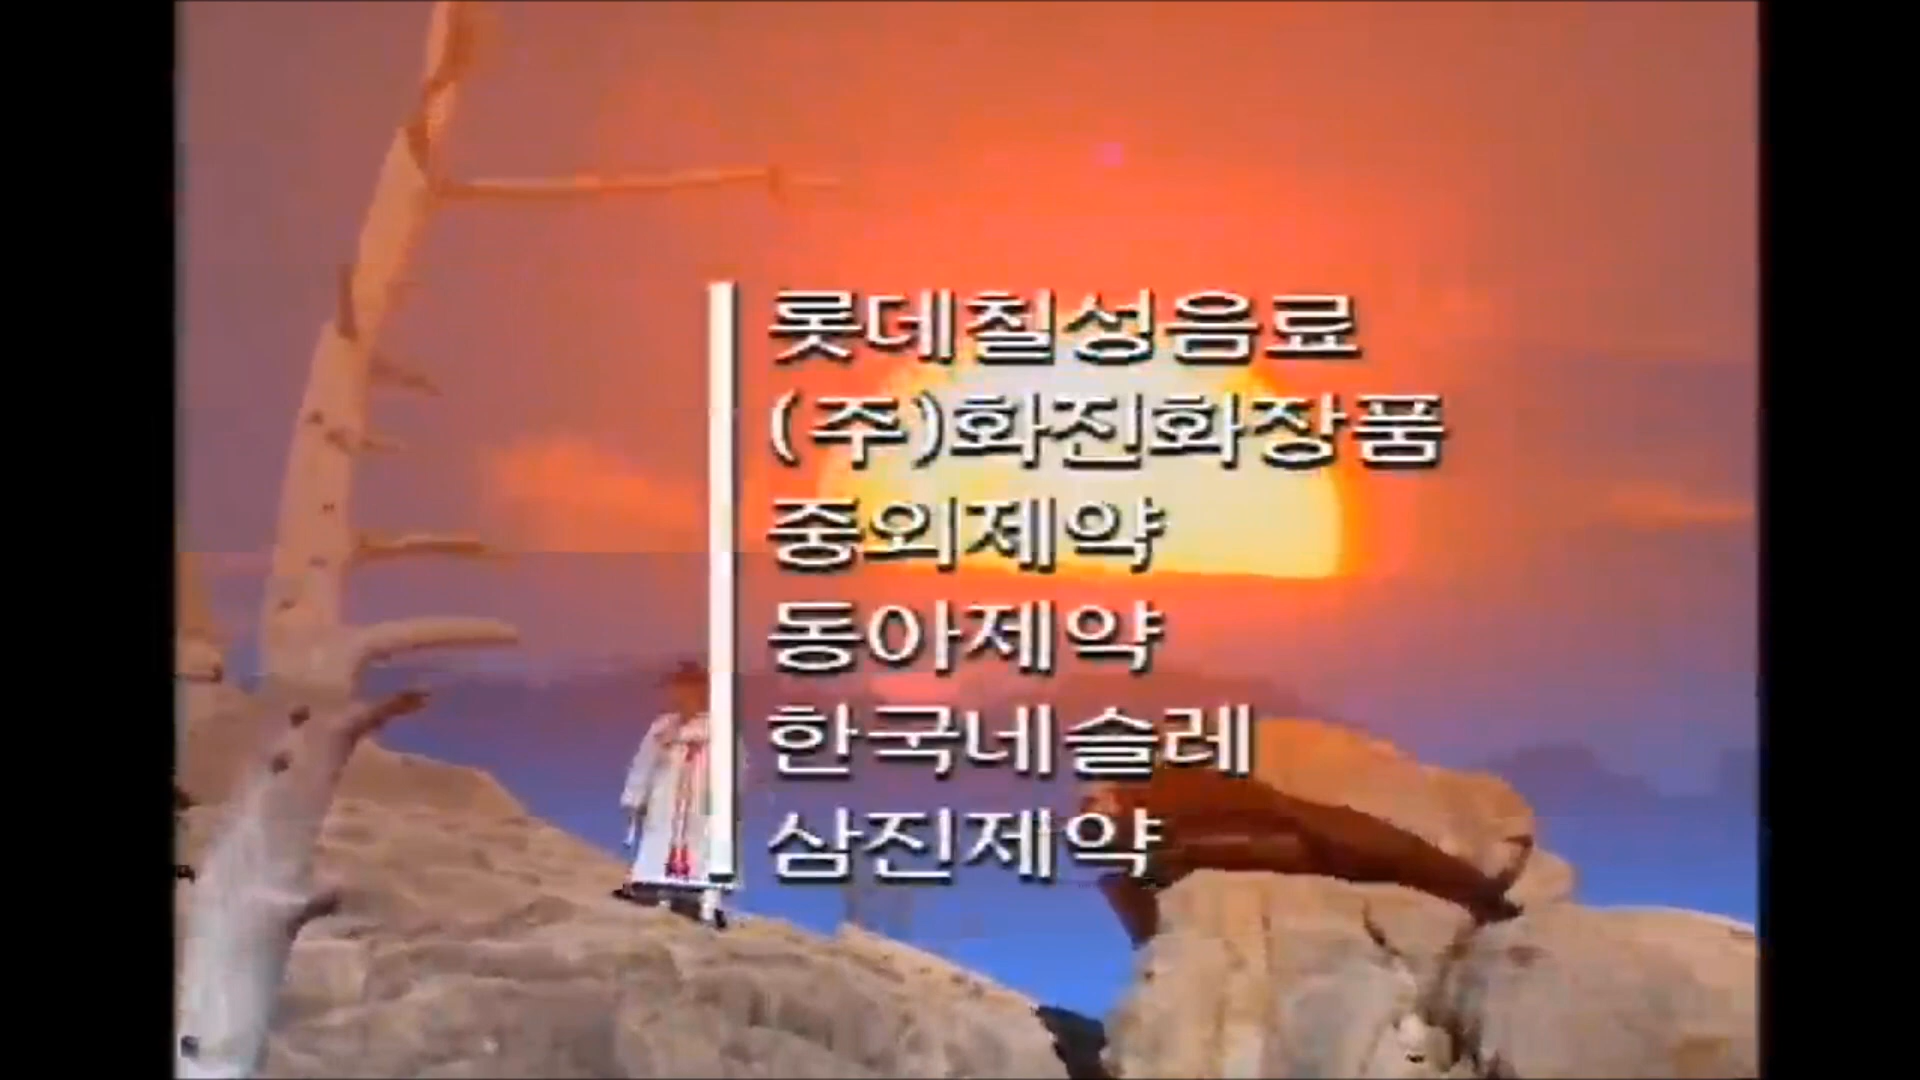 롯데칠성음료
(주)화진화장품
중외제약
동아제약
한국네슬레
삼진제약